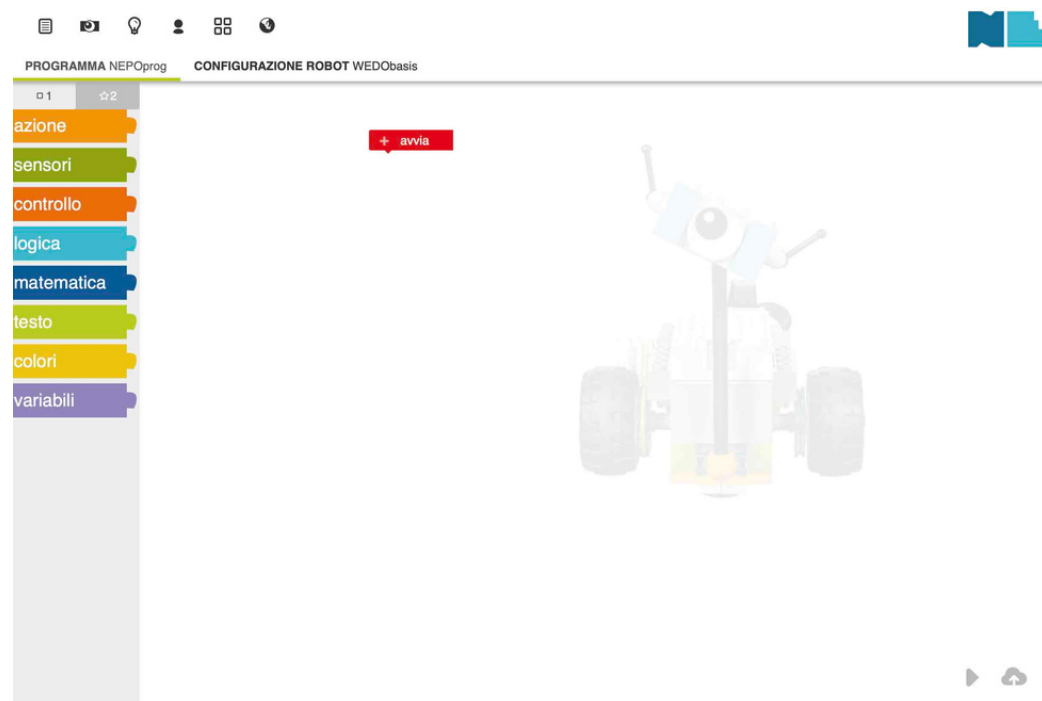 PROGRAMMA NEPOprog CONFIGURAZIONE ROBOT WEDObasis
1 2
azione
+ avvia
sensori
controllo
logica
matematica
testo
colori
variabili